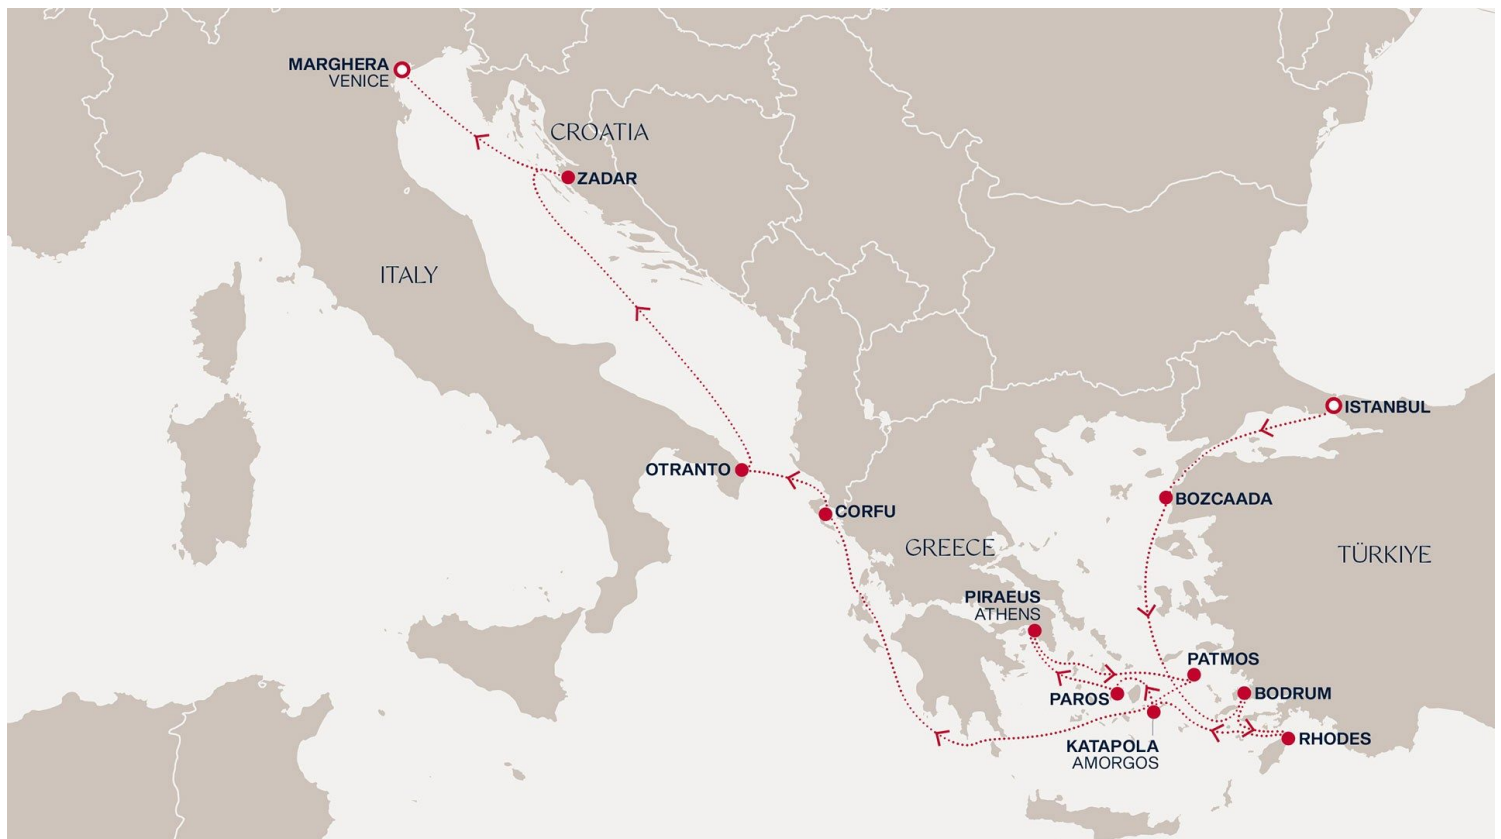 MARGHERA
VENICE
CROATIA
ZADAR
ITALY
ISTANBUL
OTRANTO
BOZCAADA
CORFU
GREECE
TÜRKIYE
PIRAEUS
ATHENS
PATMOS
PAROS
BODRUM
KATAPOLA
AMORGOS
RHODES